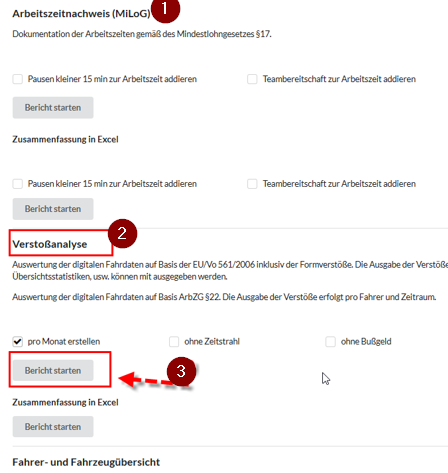 Arbeitszeitnachweis (MiLoG) 1
Dokumentation der Arbeitszeiten gemäß des Mindestlohngesetzes §17.
Pausen kleiner 15 min zur Arbeitszeit addieren Teambereitschaft zur Arbeitszeit addieren
Bericht starten
Zusammenfassung in Excel
Pausen kleiner 15 min zur Arbeitszeit addieren Teambereitschaft zur Arbeitszeit addieren
Bericht starten
2
Verstoßanalyse
Auswertung der digitalen Fahrdaten auf Basis der EU/Vo 561/2006 inklusiv der Formverstöße. Die Ausgabe der Verstöße
Übersichtsstatistiken, usw. können mit ausgegeben werden.
Auswertung der digitalen Fahrdaten auf Basis ArbZG §22. Die Ausgabe der Verstöße erfolgt pro Fahrer und Zeitraum.
pro Monat erstellen ohne Zeitstrahl ohne Bußgeld
Bericht starten 3
Zusammenfassung in Excel
Bericht starten
Fahrer- und Fahrzeugübersicht